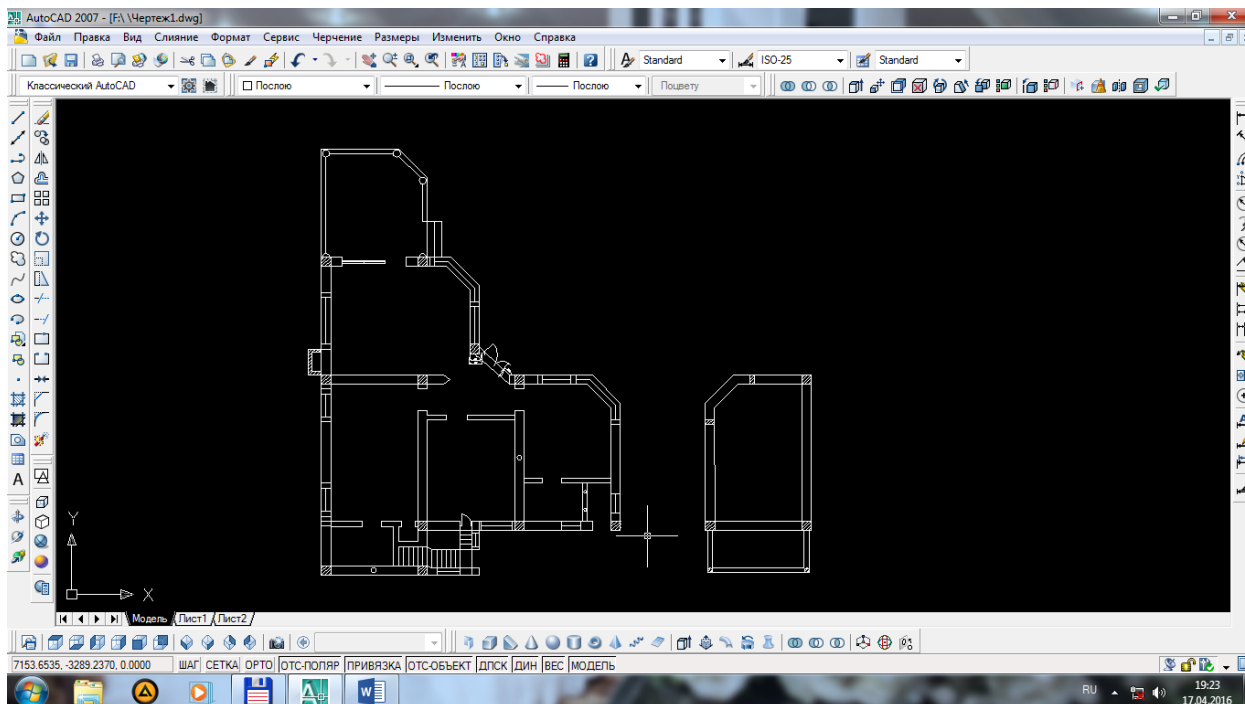 AutoCAD 2007 - [F:\ \Чертеж1.dwg]
Файл Правка Вид Слияние Формат Сервис Черчение Размеры Изменить Окно Справка
Standard ISO-25 Standard
Классический AutoCAD Послою Послою Послою Поцвету
A
Y
X
Модель Лист1 Лист2
7153.6535, -3289.2370, 0.0000 ШАГ СЕТКА ОРТО ОТС-ПОЛЯР ПРИВЯЗКА ОТС-ОБЪЕКТ ДПСК ДИН ВЕС МОДЕЛЬ
RU 19:23
17.04.2016